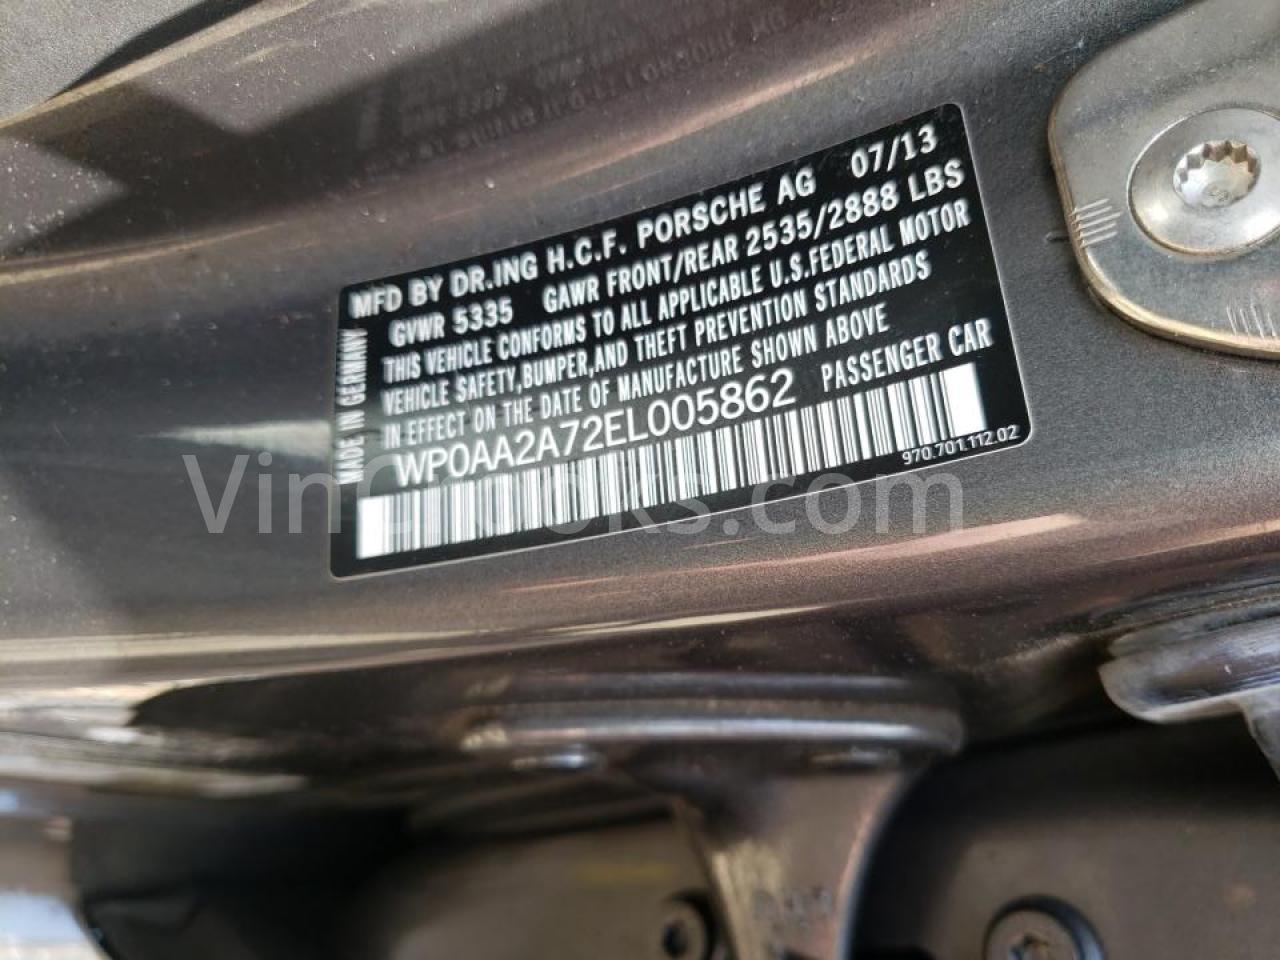 MFD BY DR.ING H.C.F. PORSCHE AG 07/13
GVWR 5335 GAWR FRONT/REAR 2535/2888 LBS
THIS VEHICLE CONFORMS TO ALL APPLICABLE U.S.FEDERAL MOTOR
VEHICLE SAFETY,BUMPER,AND THEFT PREVENTION STANDARDS
IN EFFECT ON THE DATE OF MANUFACTURE SHOWN ABOVE
WP0AA2A72EL005862 PASSENGER CAR
MADE IN GERMANY
970.701.112.02
VinCrooks.com